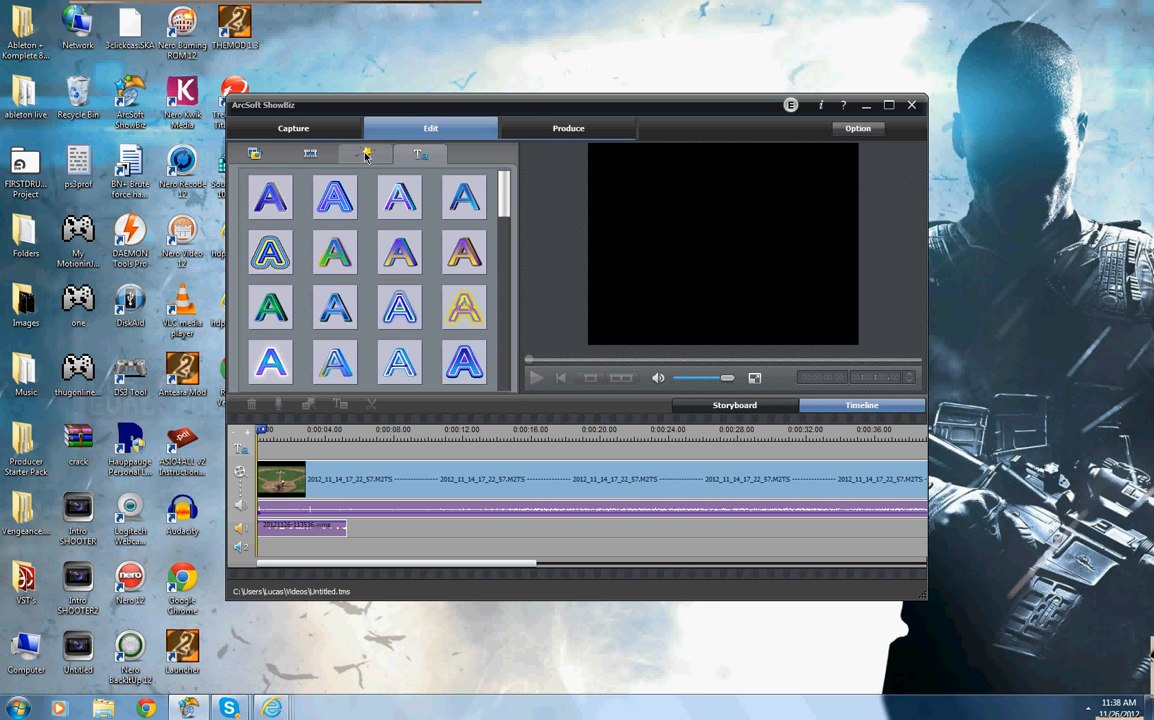 Ableton +
Komplete 8...
Network
3clickcas.SKA
Nero Burning
ROM 12
THEMOD 1.3
ableton live
Recycle Bin
ArcSoft
ShowBiz
Nero Kwik
Media
FIRSTDRU...
Project
ps3prof
BN+ Brute
force ha...
Nero Recode
12
Folders
My
MotioninJ...
DAEMON
Tools Pro
Nero Video
12
Images
one
DiskAid
VLC media
player
Music
thugonline...
DS3 Tool
Anteara Mod
Producer
Starter Pack
crack
Hauppauge
Personal L...
ASIO4ALL v2
Instruction...
Vengeance...
Intro
SHOOTER
Logitech
Webca...
Audacity
VST's
Intro
SHOOTER2
Nero 12
Google
Chrome
Computer
Untitled
Nero
BackItUp 12
Launcher
ArcSoft ShowBiz
Capture
Edit
Produce
Option
Storyboard
Timeline
0:00:04.00
0:00:08.00
0:00:12.00
0:00:16.00
0:00:20.00
0:00:24.00
0:00:28.00
0:00:32.00
0:00:36.00
2012_11_14_17_22_57.M2TS
2012_11_14_17_22_57.M2TS
2012_11_14_17_22_57.M2TS
2012_11_14_17_22_57.M2TS
2012_11_14_17_22_57.M2TS
C:\Users\Lucas\Videos\Untitled.tms
11:38 AM
11/26/2012